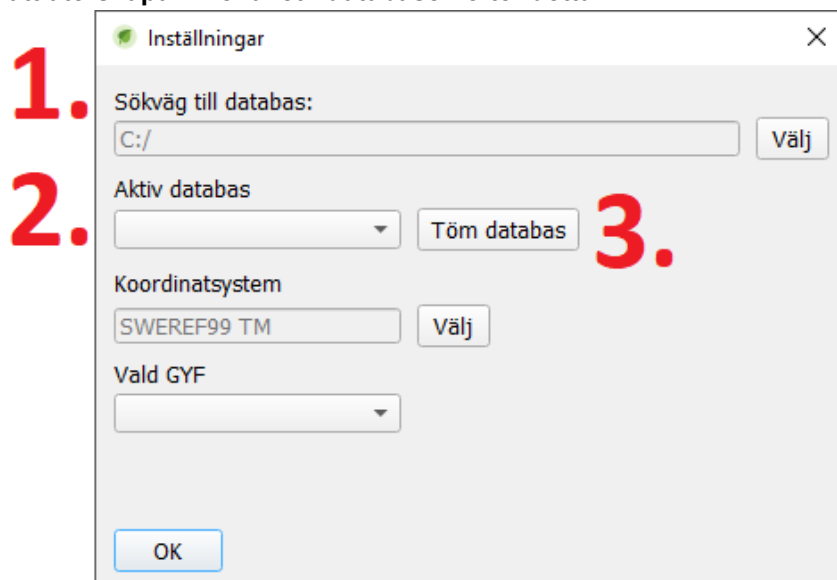 Inställningar
1.
Sökväg till databas:
C:/
Välj
2.
Aktiv databas
Töm databas
3.
Koordinatsystem
SWEREF99 TM
Välj
Vald GYF
OK